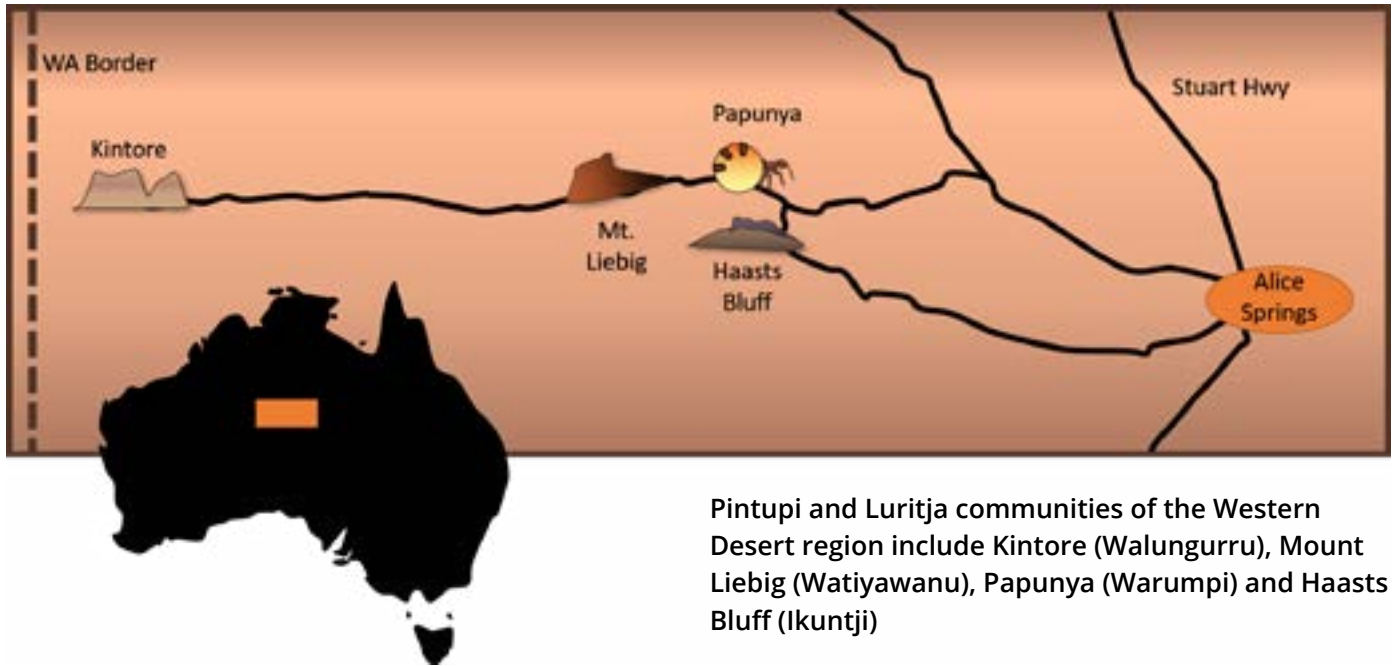 WA Border
Stuart Hwy
Papunya
Kintore
Mt.
Liebig
Haasts
Bluff
Alice
Springs
Pintupi and Luritja communities of the Western
Desert region include Kintore (Walungurru), Mount
Liebig (Watiyawanu), Papunya (Warumpi) and Haasts
Bluff (Ikuntji)